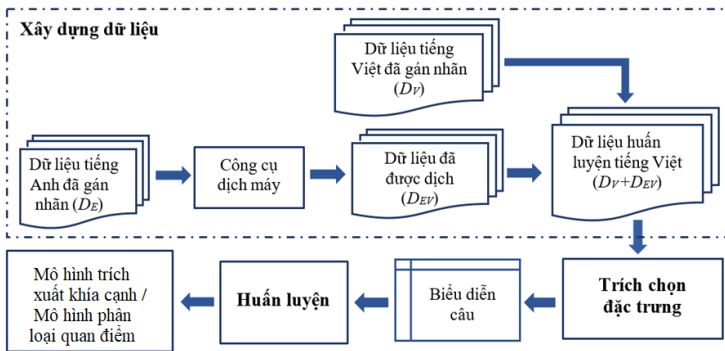 Xây dựng dữ liệu
Dữ liệu tiếng
Việt đã gán nhãn
(DV)
Dữ liệu tiếng
Anh đã gán
nhãn (DE)
Công cụ
dịch máy
Dữ liệu đã
được dịch
(DEV)
Dữ liệu huấn
luyện tiếng Việt
(DV+DEV)
Mô hình trích
xuất khía cạnh /
Mô hình phân
loại quan điểm
Huấn luyện
Biểu diễn
câu
Trích chọn
đặc trưng